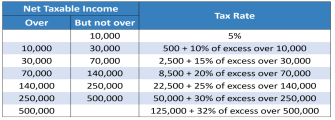 Net Taxable Income Tax Rate
Over But not over
10,000 5%
10,000 30,000 500 + 10% of excess over 10,000
30,000 70,000 2,500 + 15% of excess over 30,000
70,000 140,000 8,500 + 20% of excess over 70,000
140,000 250,000 22,500 + 25% of excess over 140,000
250,000 500,000 50,000 + 30% of excess over 250,000
500,000 125,000 + 32% of excess over 500,000